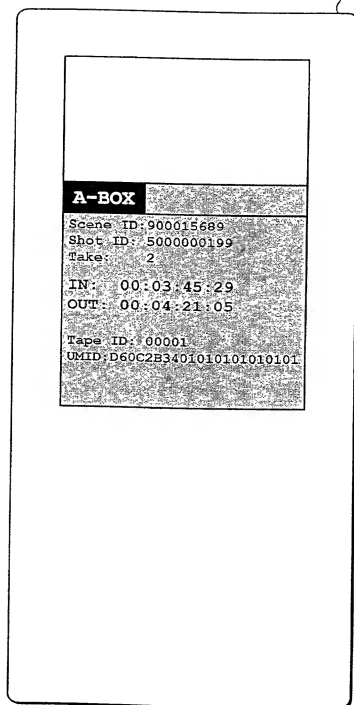 A-BOX
Scene ID:900015689
Shot ID: 5000000199
Take: 2
IN: 00:03:45:29
OUT: 00:04:21:05
Tape ID: 00001
UMID:D60C2B3401010101010101